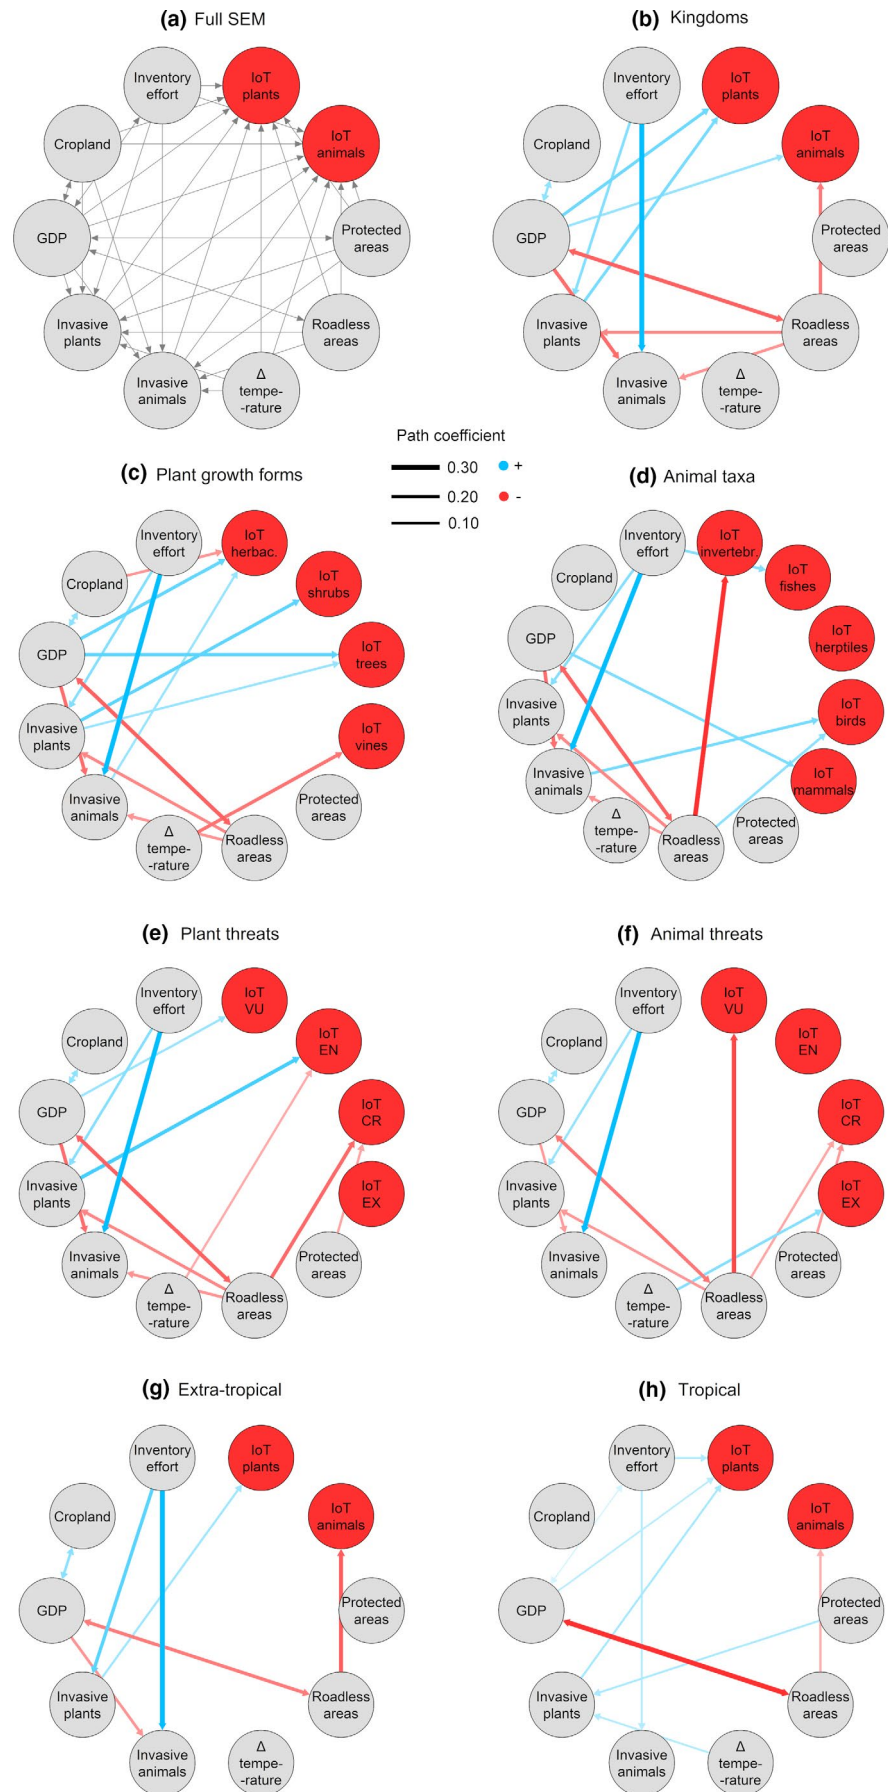 (a) Full SEM
Inventory
effort
IoT
plants
Cropland
IoT
animals
GDP
Protected
areas
Invasive
plants
Roadless
areas
Invasive
animals
Δ
tempe-
-rature
(b) Kingdoms
Inventory
effort
IoT
plants
Cropland
IoT
animals
GDP
Protected
areas
Invasive
plants
Roadless
areas
Invasive
animals
Δ
tempe-
-rature
Path coefficient
0.30 +
0.20 -
0.10
(c) Plant growth forms
Inventory
effort
IoT
herbac.
Cropland
IoT
shrubs
GDP
IoT
trees
Invasive
plants
IoT
vines
Invasive
animals
Protected
areas
Δ
tempe-
-rature
Roadless
areas
(d) Animal taxa
Inventory
effort
IoT
invertebr.
Cropland
IoT
fishes
GDP
IoT
herptiles
Invasive
plants
IoT
birds
Invasive
animals
IoT
mammals
Δ
tempe-
-rature
Protected
areas
Roadless
areas
(e) Plant threats
Inventory
effort
IoT
VU
Cropland
IoT
EN
GDP
IoT
CR
Invasive
plants
IoT
EX
Invasive
animals
Protected
areas
Δ
tempe-
-rature
Roadless
areas
(f) Animal threats
Inventory
effort
IoT
VU
Cropland
IoT
EN
GDP
IoT
CR
Invasive
plants
IoT
EX
Invasive
animals
Protected
areas
Δ
tempe-
-rature
Roadless
areas
(g) Extra-tropical
Inventory
effort
IoT
plants
Cropland
IoT
animals
GDP
Protected
areas
Invasive
plants
Roadless
areas
Invasive
animals
Δ
tempe-
-rature
(h) Tropical
Inventory
effort
IoT
plants
Cropland
IoT
animals
GDP
Protected
areas
Invasive
plants
Roadless
areas
Invasive
animals
Δ
tempe-
-rature